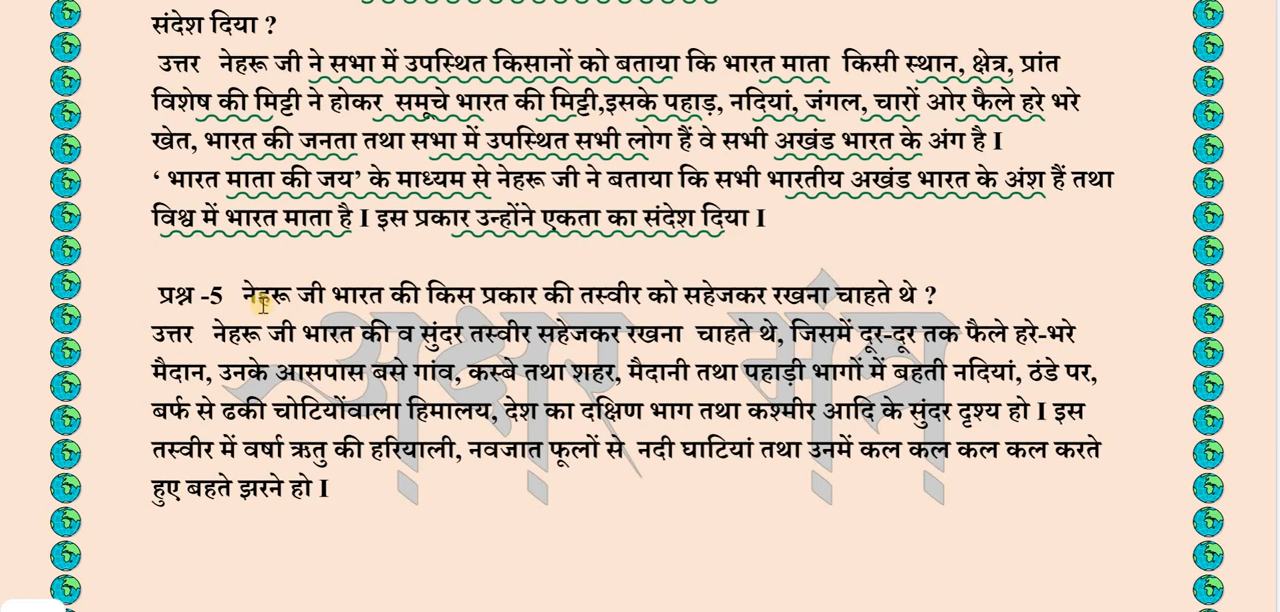 संदेश दिया ?
उत्तर नेहरू जी ने सभा में उपस्थित किसानों को बताया कि भारत माता किसी स्थान, क्षेत्र, प्रांत
विशेष की मिट्टी ने होकर समूचे भारत की मिट्टी,इसके पहाड़, नदियां, जंगल, चारों ओर फैले हरे भरे
खेत, भारत की जनता तथा सभा में उपस्थित सभी लोग हैं वे सभी अखंड भारत के अंग है I
‘ भारत माता की जय’ के माध्यम से नेहरू जी ने बताया कि सभी भारतीय अखंड भारत के अंश हैं तथा
विश्व में भारत माता है I इस प्रकार उन्होंने एकता का संदेश दिया I
प्रश्न -5 नेहरू जी भारत की किस प्रकार की तस्वीर को सहेजकर रखना चाहते थे ?
उत्तर नेहरू जी भारत की व सुंदर तस्वीर सहेजकर रखना चाहते थे, जिसमें दूर-दूर तक फैले हरे-भरे
मैदान, उनके आसपास बसे गांव, कस्बे तथा शहर, मैदानी तथा पहाड़ी भागों में बहती नदियां, ठंडे पर,
बर्फ से ढकी चोटियोंवाला हिमालय, देश का दक्षिण भाग तथा कश्मीर आदि के सुंदर दृश्य हो I इस
तस्वीर में वर्षा ऋतु की हरियाली, नवजात फूलों से नदी घाटियां तथा उनमें कल कल कल कल करते
हुए बहते झरने हो I
अक्षर मंत्र